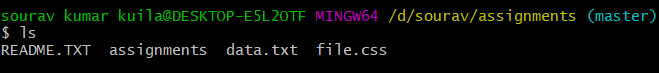 sourav kumar kuila@DESKTOP-E5L2OTF MINGW64 /d/sourav/assignments (master)
$ ls
README.TXT  assignments  data.txt  file.css